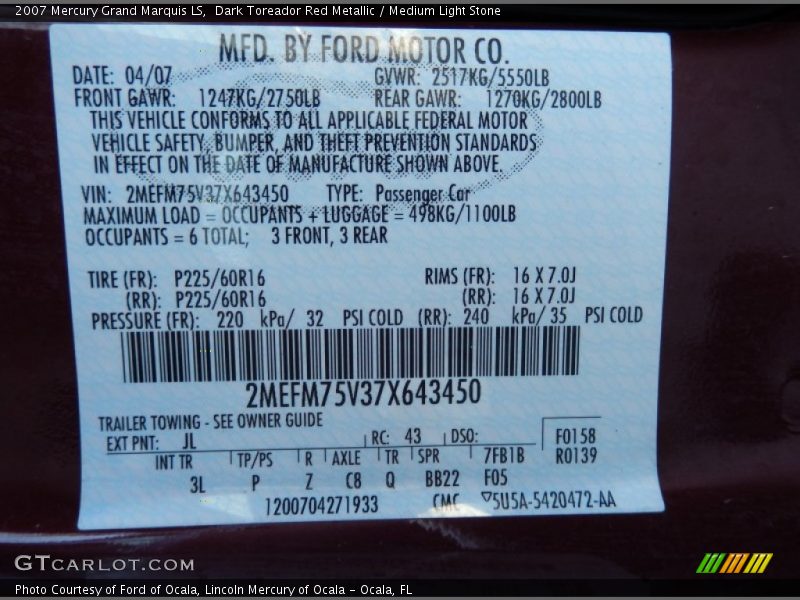 2007 Mercury Grand Marquis LS,  Dark Toreador Red Metallic / Medium Light Stone
MFD. BY FORD MOTOR CO.
DATE: 04/07 GVWR: 2517KG/5550LB
FRONT GAWR: 1247KG/2750LB REAR GAWR: 1270KG/2800LB
THIS VEHICLE CONFORMS TO ALL APPLICABLE FEDERAL MOTOR
VEHICLE SAFETY, BUMPER, AND THEFT PREVENTION STANDARDS
IN EFFECT ON THE DATE OF MANUFACTURE SHOWN ABOVE.
VIN: 2MEFM75V37X643450 TYPE: Passenger Car
MAXIMUM LOAD = OCCUPANTS + LUGGAGE = 498KG/1100LB
OCCUPANTS = 6 TOTAL; 3 FRONT, 3 REAR
TIRE (FR): P225/60R16 RIMS (FR): 16 X 7.0J
(RR): P225/60R16 (RR): 16 X 7.0J
PRESSURE (FR): 220 kPa/ 32 PSI COLD (RR): 240 kPa/ 35 PSI COLD
2MEFM75V37X643450
TRAILER TOWING - SEE OWNER GUIDE
EXT PNT: JL RC: 43 DSO: F0158
INT TR TP/PS R AXLE TR SPR 7FB1B R0139
3L P Z C8 Q BB22 F05
1200704271933 CMC ▽5U5A-5420472-AA
GTCARLOT.COM
Photo Courtesy of Ford of Ocala, Lincoln Mercury of Ocala - Ocala, FL